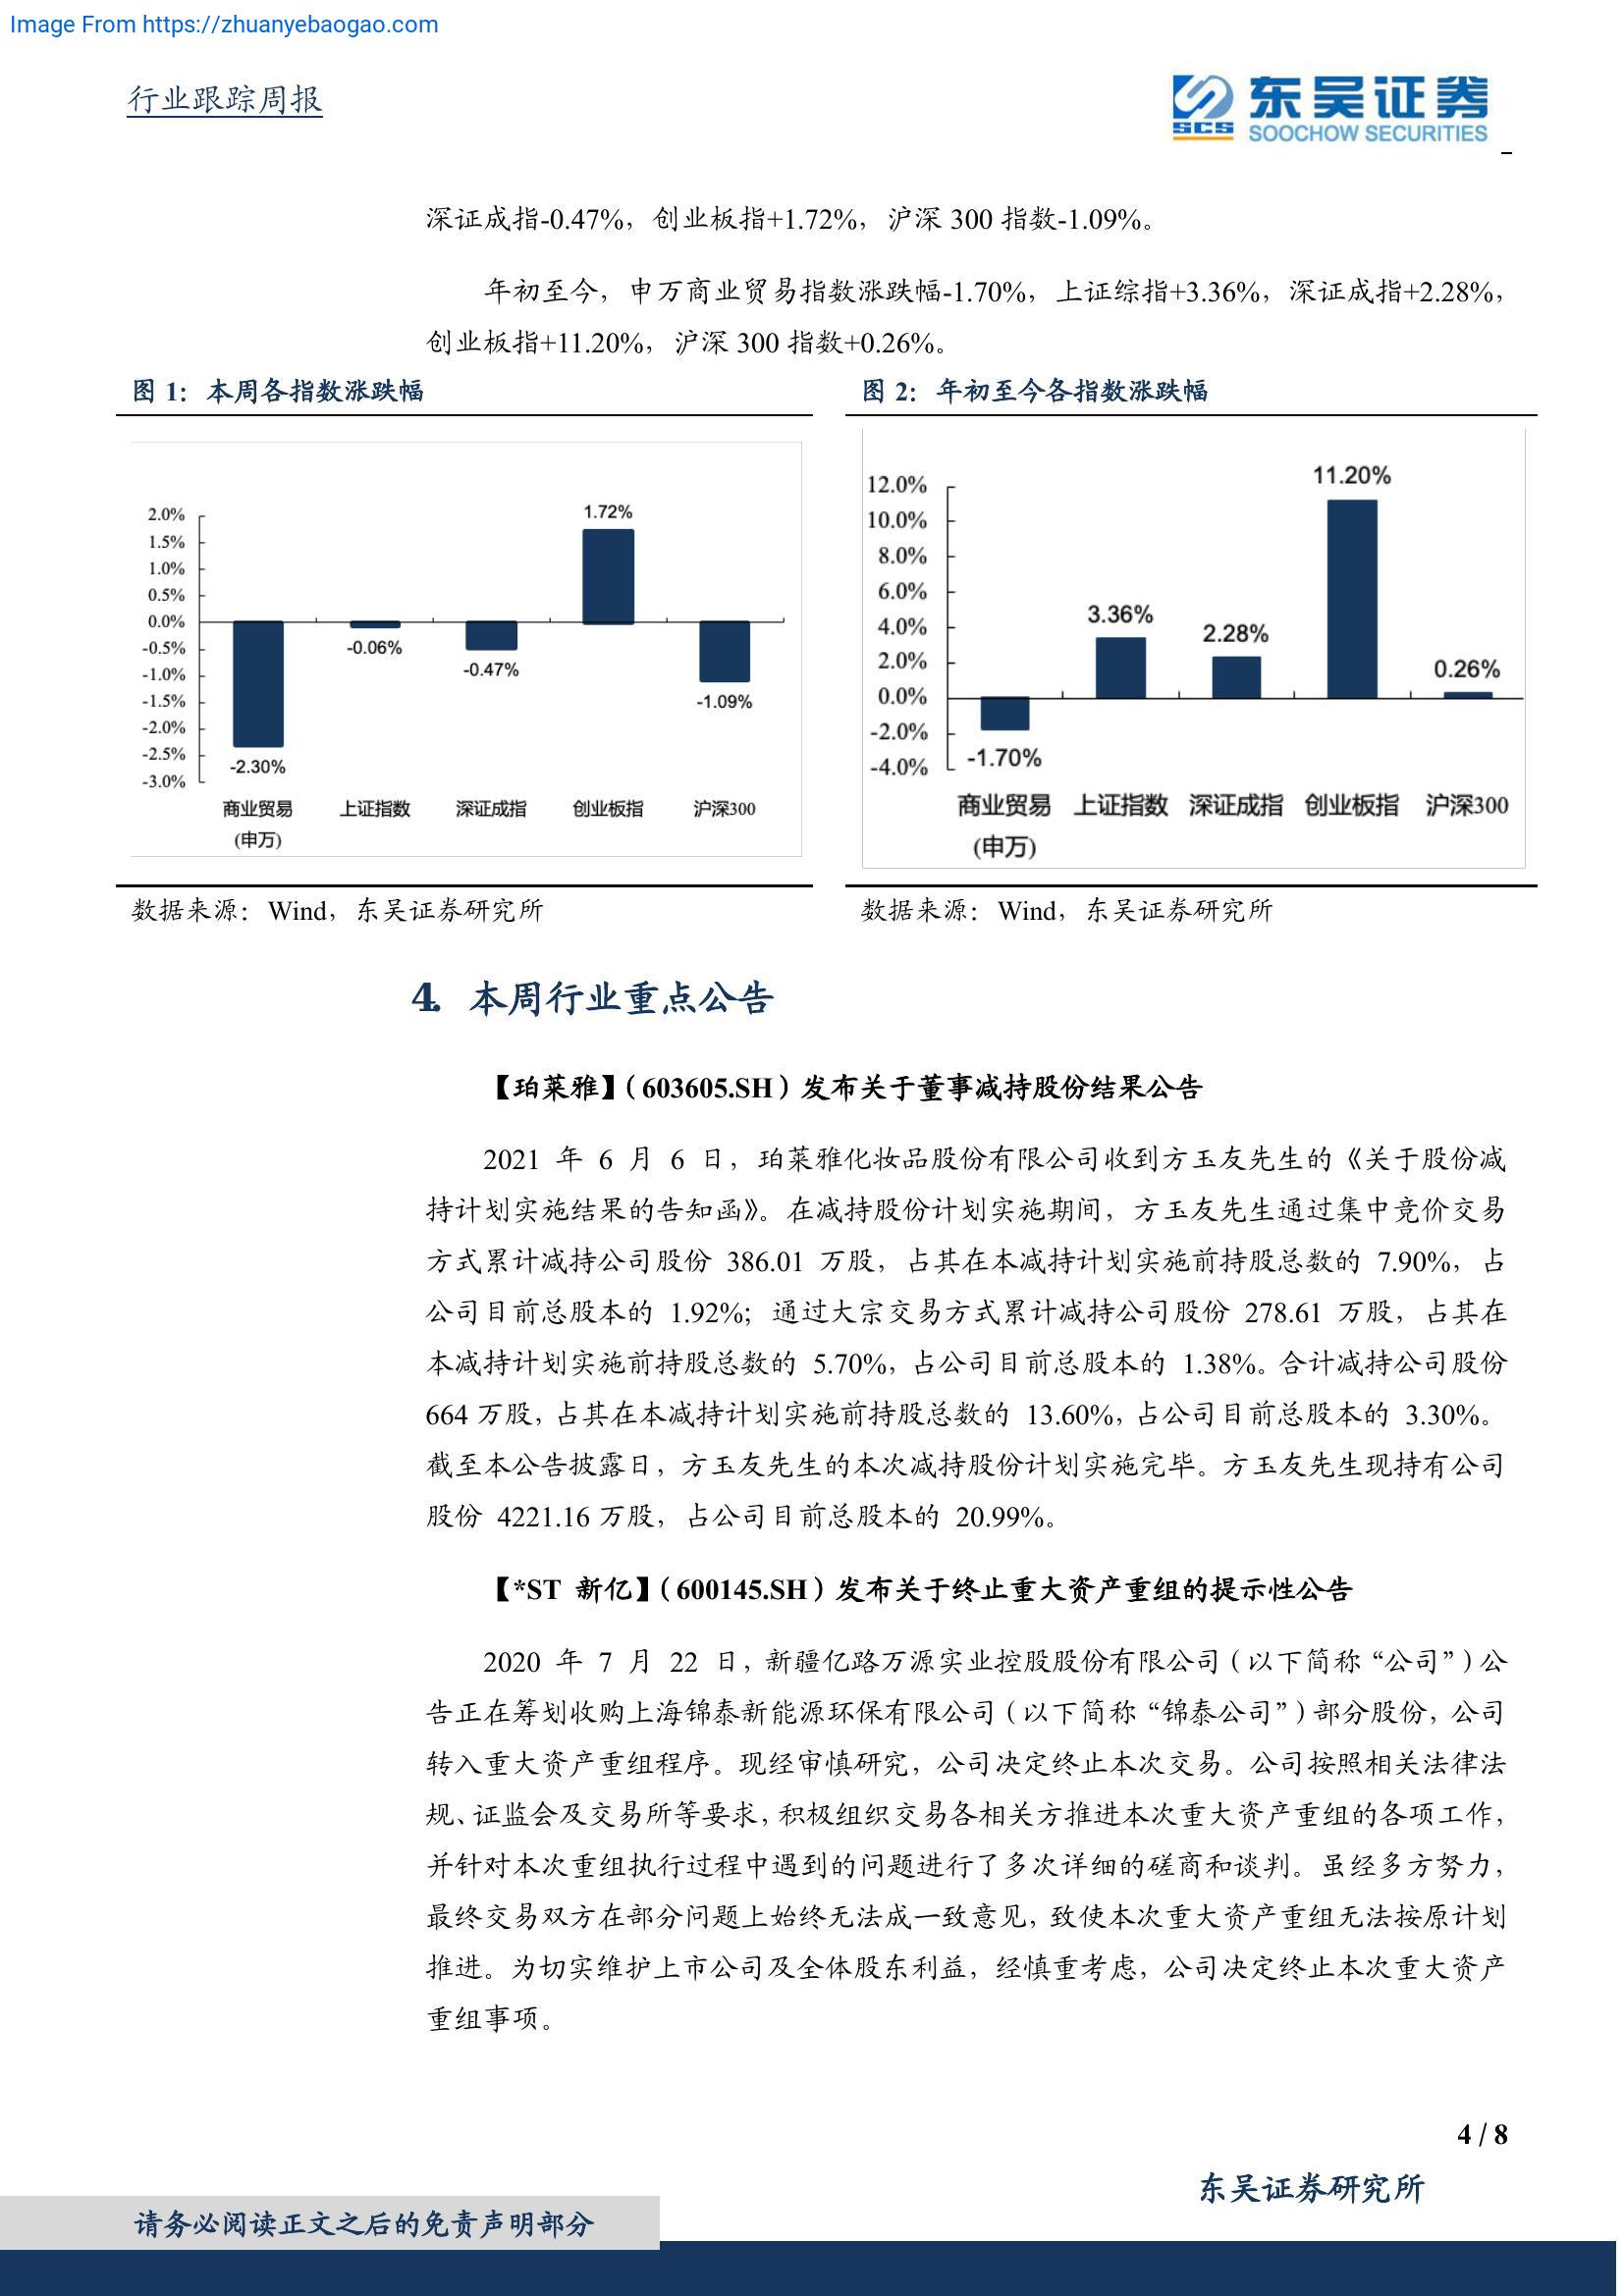 Image From https://zhuanyebaogao.com
行业跟踪周报
东吴证券
SCS
SOOCHOW SECURITIES
深证成指-0.47%，创业板指+1.72%，沪深 300 指数-1.09%。
年初至今，申万商业贸易指数涨跌幅-1.70%，上证综指+3.36%，深证成指+2.28%，
创业板指+11.20%，沪深 300 指数+0.26%。
图 1：本周各指数涨跌幅
2.0%
1.5%
1.0%
0.5%
0.0%
-0.5%
-1.0%
-1.5%
-2.0%
-2.5%
-3.0%
-2.30%
-0.06%
-0.47%
1.72%
-1.09%
商业贸易 上证指数 深证成指 创业板指 沪深300
(申万)
数据来源：Wind，东吴证券研究所
图 2：年初至今各指数涨跌幅
12.0%
10.0%
8.0%
6.0%
4.0%
2.0%
0.0%
-2.0%
-4.0%
-1.70%
3.36%
2.28%
11.20%
0.26%
商业贸易 上证指数 深证成指 创业板指 沪深300
(申万)
数据来源：Wind，东吴证券研究所
4. 本周行业重点公告
【珀莱雅】（603605.SH）发布关于董事减持股份结果公告
2021 年 6 月 6 日，珀莱雅化妆品股份有限公司收到方玉友先生的《关于股份减
持计划实施结果的告知函》。在减持股份计划实施期间，方玉友先生通过集中竞价交易
方式累计减持公司股份 386.01 万股，占其在本减持计划实施前持股总数的 7.90%，占
公司目前总股本的 1.92%；通过大宗交易方式累计减持公司股份 278.61 万股，占其在
本减持计划实施前持股总数的 5.70%，占公司目前总股本的 1.38%。合计减持公司股份
664 万股，占其在本减持计划实施前持股总数的 13.60%，占公司目前总股本的 3.30%。
截至本公告披露日，方玉友先生的本次减持股份计划实施完毕。方玉友先生现持有公司
股份 4221.16 万股，占公司目前总股本的 20.99%。
【*ST 新亿】（600145.SH）发布关于终止重大资产重组的提示性公告
2020 年 7 月 22 日，新疆亿路万源实业控股股份有限公司（以下简称“公司”）公
告正在筹划收购上海锦泰新能源环保有限公司（以下简称“锦泰公司”）部分股份，公司
转入重大资产重组程序。现经审慎研究，公司决定终止本次交易。公司按照相关法律法
规、证监会及交易所等要求，积极组织交易各相关方推进本次重大资产重组的各项工作，
并针对本次重组执行过程中遇到的问题进行了多次详细的磋商和谈判。虽经多方努力，
最终交易双方在部分问题上始终无法成一致意见，致使本次重大资产重组无法按原计划
推进。为切实维护上市公司及全体股东利益，经慎重考虑，公司决定终止本次重大资产
重组事项。
4 / 8
东吴证券研究所
请务必阅读正文之后的免责声明部分